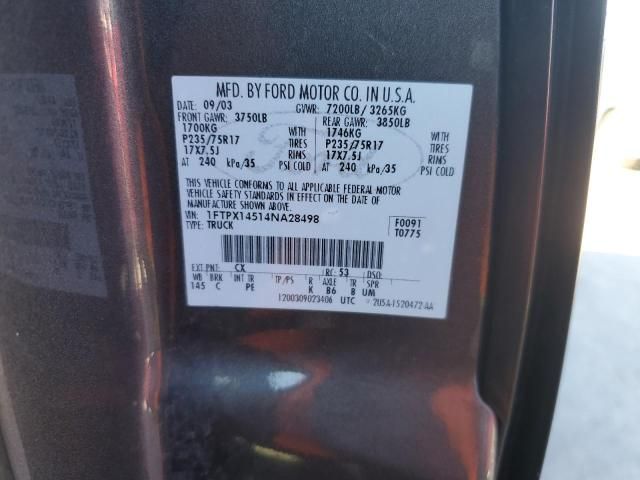 MFD. BY FORD MOTOR CO. IN U.S.A.
DATE: 09/03 GVWR: 7200LB/ 3265KG
FRONT GAWR: 3750LB REAR GAWR: 3850LB
1700KG WITH 1746KG WITH
P235/75R17 TIRES P235/75R17 TIRES
17X7.5J RIMS 17X7.5J RIMS
AT 240 kPa/35 PSI COLD AT 240 kPa/35 PSI COLD
THIS VEHICLE CONFORMS TO ALL APPLICABLE FEDERAL MOTOR
VEHICLE SAFETY STANDARDS IN EFFECT ON THE DATE OF
MANUFACTURE SHOWN ABOVE.
VIN: 1FTPX14514NA28498 F0091
TYPE: TRUCK T0775
EXT PNT: CX RC: 53 DSO:
WB BRK INT TR TP/PS R AXLE TR SPR
145 C PE K B6 B UM
1200309023406 UTC 2U5A-1520472-AA